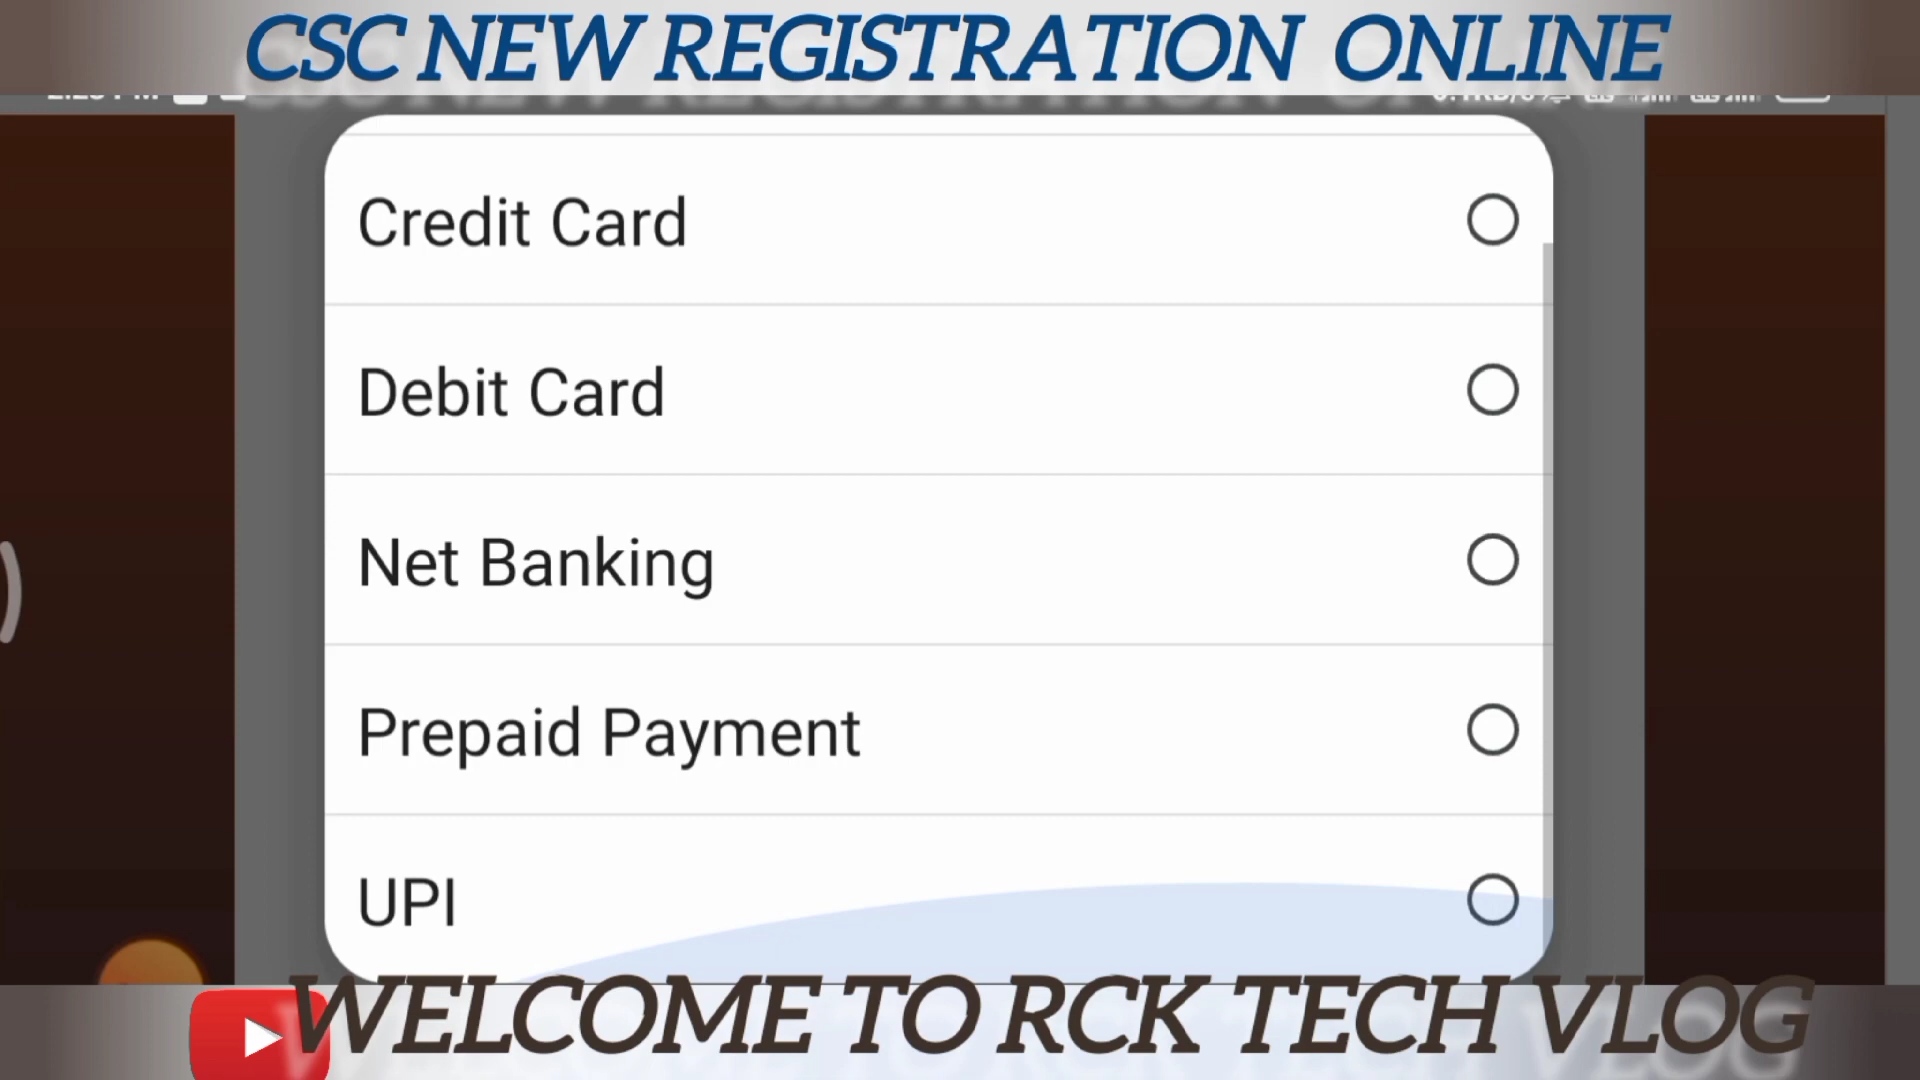 CSC NEW REGISTRATION ONLINE
Credit Card
Debit Card
Net Banking
Prepaid Payment
UPI
WELCOME TO RCK TECH VLOG